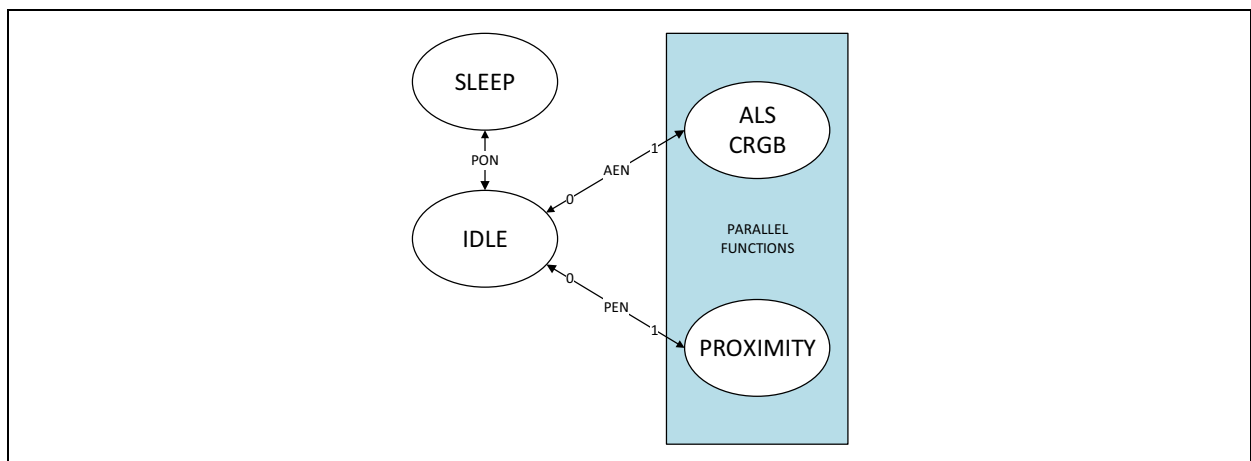 SLEEP
PON
IDLE
0
AEN
1
0
PEN
1
ALS
CRGB
PARALLEL
FUNCTIONS
PROXIMITY